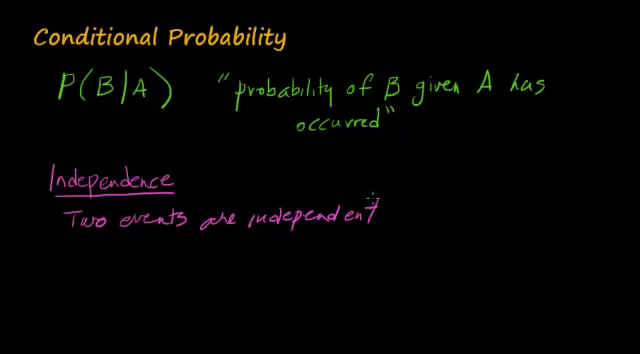 Conditional Probability
P(B/A) "probability of B given A has
occurred"
Independence
Two events are independent